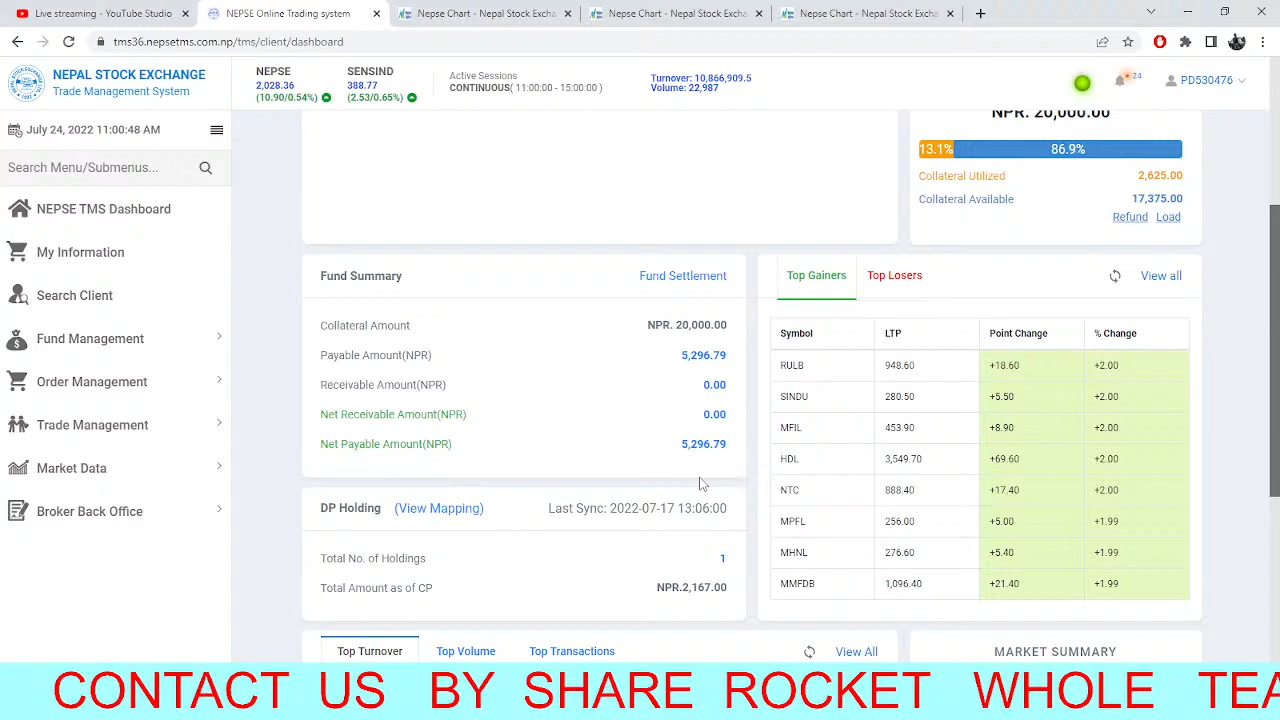 Live streaming - YouTube Studio
NEPSE Online Trading system
Nepse Chart - Nepal Stock Excha
Nepse Chart - Nepal Stock Excha
Nepse Chart - Nepal Stock Excha
tms36.nepsetms.com.np/tms/client/dashboard
NEPAL STOCK EXCHANGE
Trade Management System
NEPSE
2,028.36
(10.90/0.54%)
SENSIND
388.77
(2.53/0.65%)
Active Sessions
CONTINUOUS( 11:00:00 - 15:00:00 )
Turnover: 10,866,909.5
Volume: 22,987
24
PD530476
July 24, 2022 11:00:48 AM
Search Menu/Submenus...
NEPSE TMS Dashboard
My Information
Search Client
Fund Management
Order Management
Trade Management
Market Data
Broker Back Office
NPR. 20,000.00
13.1% 86.9%
Collateral Utilized 2,625.00
Collateral Available 17,375.00
Refund Load
Fund Summary Fund Settlement
Collateral Amount NPR. 20,000.00
Payable Amount(NPR) 5,296.79
Receivable Amount(NPR) 0.00
Net Receivable Amount(NPR) 0.00
Net Payable Amount(NPR) 5,296.79
DP Holding (View Mapping) Last Sync: 2022-07-17 13:06:00
Total No. of Holdings 1
Total Amount as of CP NPR.2,167.00
Top Gainers Top Losers View all
Symbol LTP Point Change % Change
RULB 948.60 +18.60 +2.00
SINDU 280.50 +5.50 +2.00
MFIL 453.90 +8.90 +2.00
HDL 3,549.70 +69.60 +2.00
NTC 888.40 +17.40 +2.00
MPFL 256.00 +5.00 +1.99
MHNL 276.60 +5.40 +1.99
MMFDB 1,096.40 +21.40 +1.99
Top Turnover Top Volume Top Transactions View All
MARKET SUMMARY
CONTACT US BY SHARE ROCKET WHOLE TEA